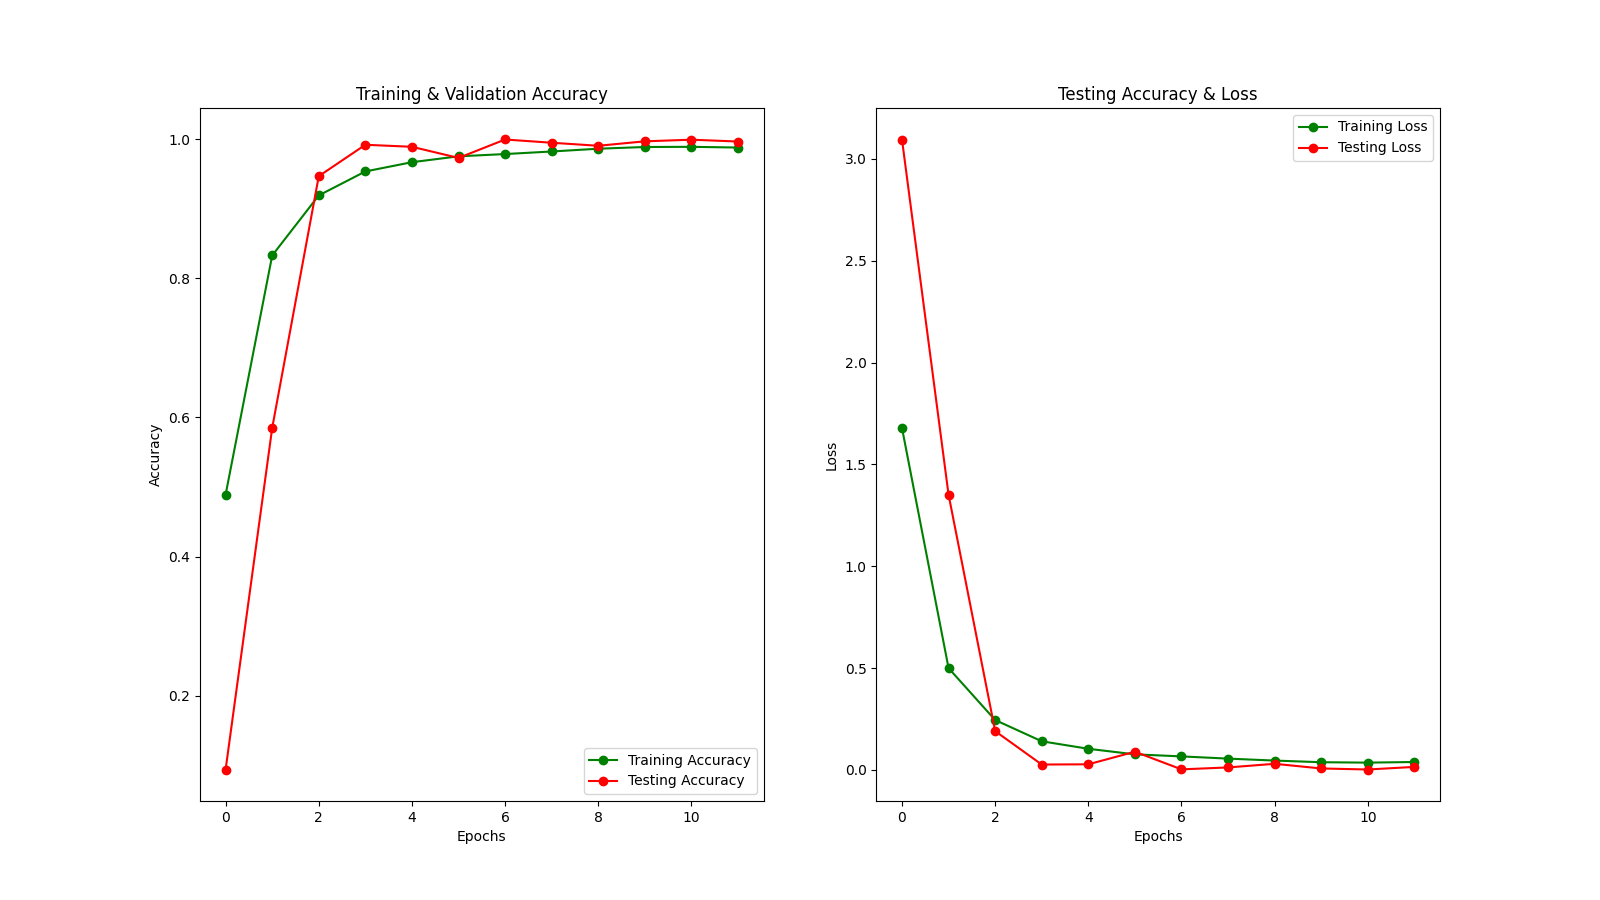 Training & Validation Accuracy
1.0
0.8
0.6
0.4
0.2
Accuracy
Training Accuracy
Testing Accuracy
0 2 4 6 8 10
Epochs
Testing Accuracy & Loss
Training Loss
Testing Loss
3.0
2.5
2.0
1.5
1.0
0.5
0.0
Loss
0 2 4 6 8 10
Epochs